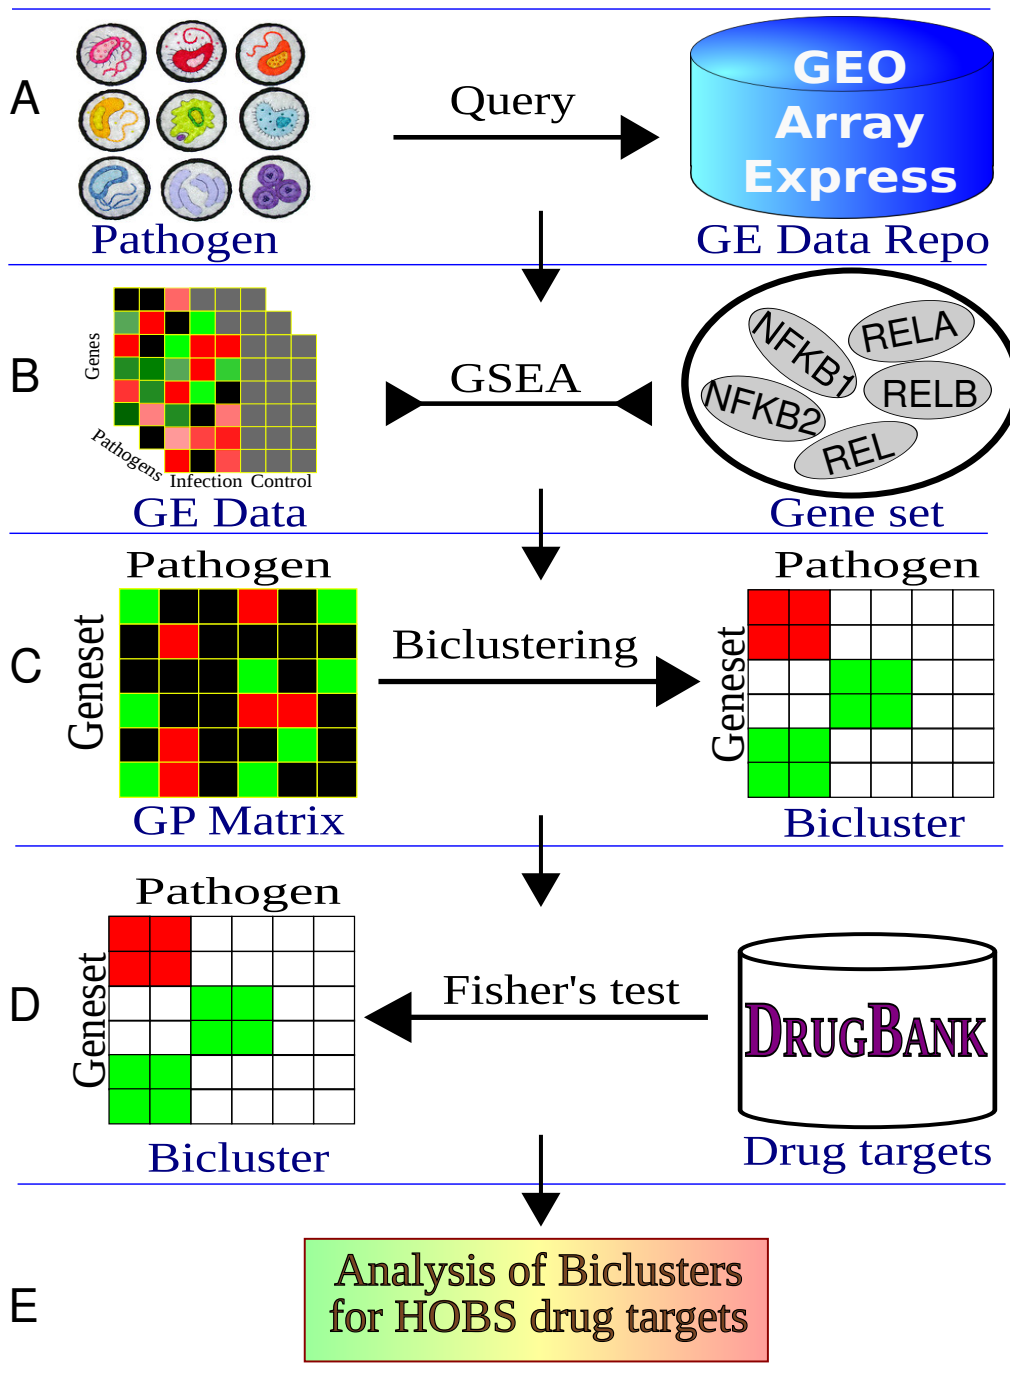 A
Query
GEO
Array
Express
Pathogen
GE Data Repo
B
Genes
Pathogens
Infection
Control
GE Data
GSEA
NFKB1
RELA
RELB
NFKB2
REL
Gene set
C
Pathogen
Geneset
GP Matrix
Biclustering
Pathogen
Geneset
Bicluster
D
Pathogen
Geneset
Bicluster
Fisher's test
DRUGBANK
Drug targets
E
Analysis of Biclusters
for HOBS drug targets